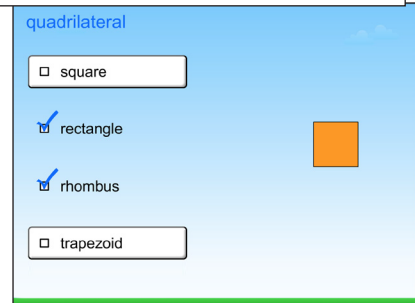 quadrilateral
square
rectangle
rhombus
trapezoid